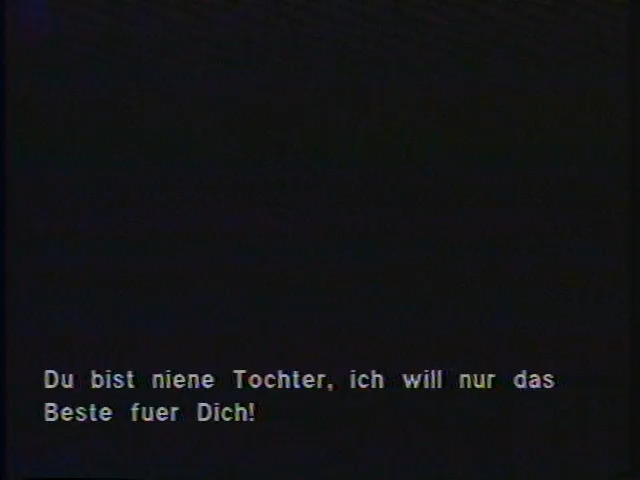 Du bist niene Tochter, ich will nur das
Beste fuer Dich!